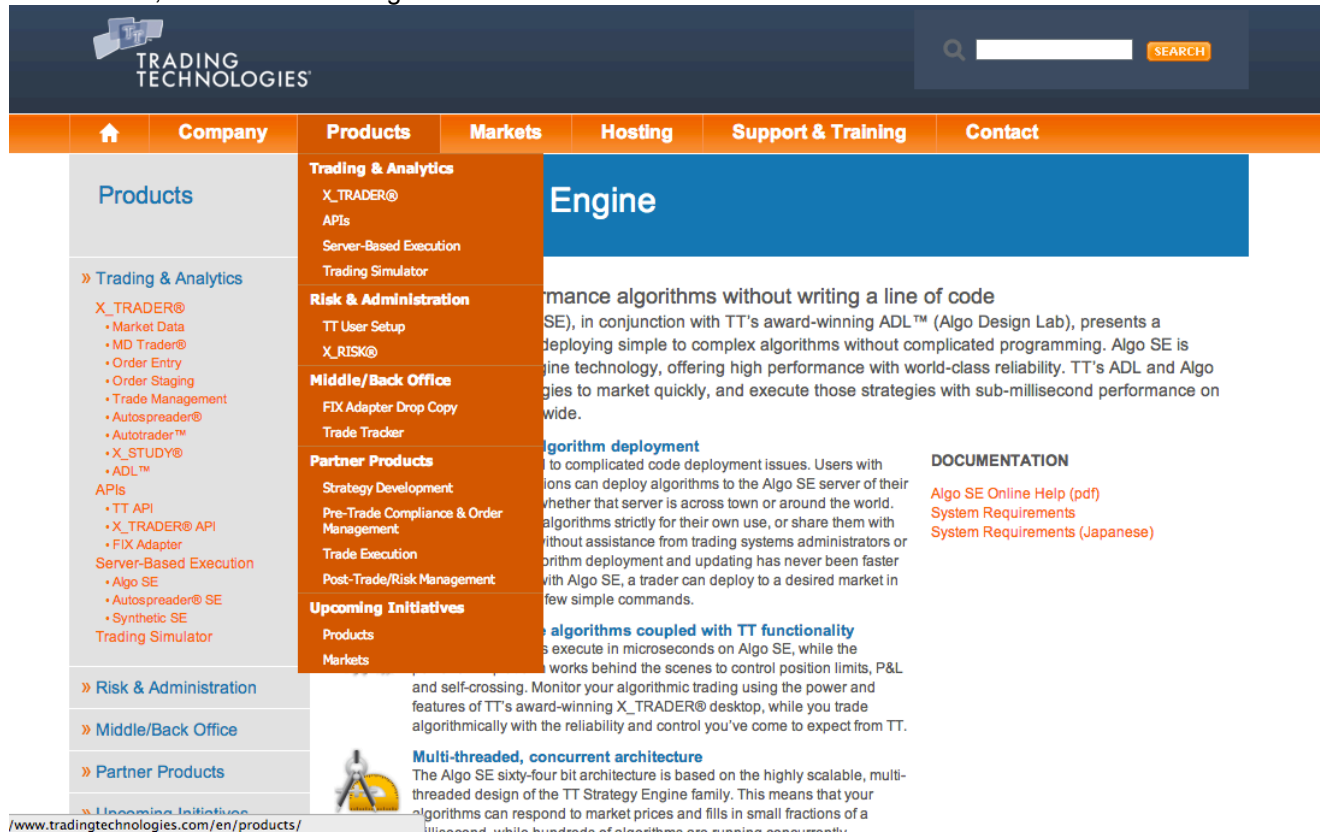 TRADING
TECHNOLOGIES®
SEARCH
Company
Products
Markets
Hosting
Support & Training
Contact
Products
» Trading & Analytics
X_TRADER®
• Market Data
• MD Trader®
• Order Entry
• Order Staging
• Trade Management
• Autospreader®
• Autotrader™
• X_STUDY®
• ADL™
APIs
• TT API
• X_TRADER® API
• FIX Adapter
Server-Based Execution
• Algo SE
• Autospreader® SE
• Synthetic SE
Trading Simulator
» Risk & Administration
» Middle/Back Office
» Partner Products
» Upcoming Initiatives
Trading & Analytics
X_TRADER®
APIs
Server-Based Execution
Trading Simulator
Risk & Administration
TT User Setup
X_RISK®
Middle/Back Office
FIX Adapter Drop Copy
Trade Tracker
Partner Products
Strategy Development
Pre-Trade Compliance & Order
Management
Trade Execution
Post-Trade/Risk Management
Upcoming Initiatives
Products
Markets
Engine
rmance algorithms without writing a line of code
SE), in conjunction with TT's award-winning ADL™ (Algo Design Lab), presents a
deploying simple to complex algorithms without complicated programming. Algo SE is
gine technology, offering high performance with world-class reliability. TT's ADL and Algo
gies to market quickly, and execute those strategies with sub-millisecond performance on
wide.
lgorithm deployment
to complicated code deployment issues. Users with
ions can deploy algorithms to the Algo SE server of their
whether that server is across town or around the world.
algorithms strictly for their own use, or share them with
without assistance from trading systems administrators or
orithm deployment and updating has never been faster
with Algo SE, a trader can deploy to a desired market in
few simple commands.
algorithms coupled with TT functionality
s execute in microseconds on Algo SE, while the
works behind the scenes to control position limits, P&L
and self-crossing. Monitor your algorithmic trading using the power and
features of TT's award-winning X_TRADER® desktop, while you trade
algorithmically with the reliability and control you've come to expect from TT.
Multi-threaded, concurrent architecture
The Algo SE sixty-four bit architecture is based on the highly scalable, multi-
threaded design of the TT Strategy Engine family. This means that your
algorithms can respond to market prices and fills in small fractions of a
millisecond, while hundreds of algorithms are running concurrently
DOCUMENTATION
Algo SE Online Help (pdf)
System Requirements
System Requirements (Japanese)
/www.tradingtechnologies.com/en/products/